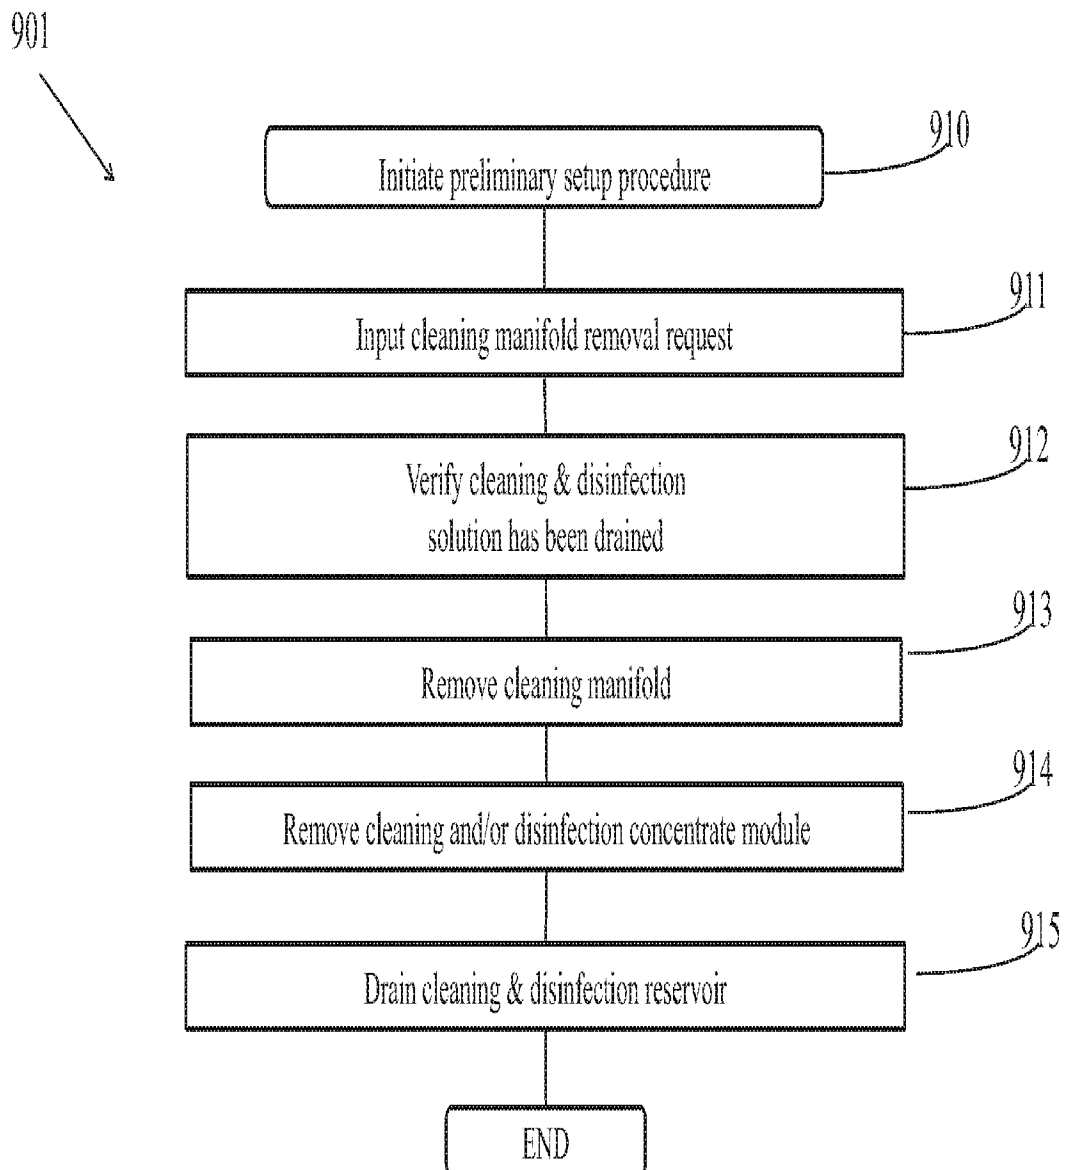 901
910
Initiate preliminary setup procedure
911
Input cleaning manifold removal request
912
Verify cleaning & disinfection
solution has been drained
913
Remove cleaning manifold
914
Remove cleaning and/or disinfection concentrate module
915
Drain cleaning & disinfection reservoir
END